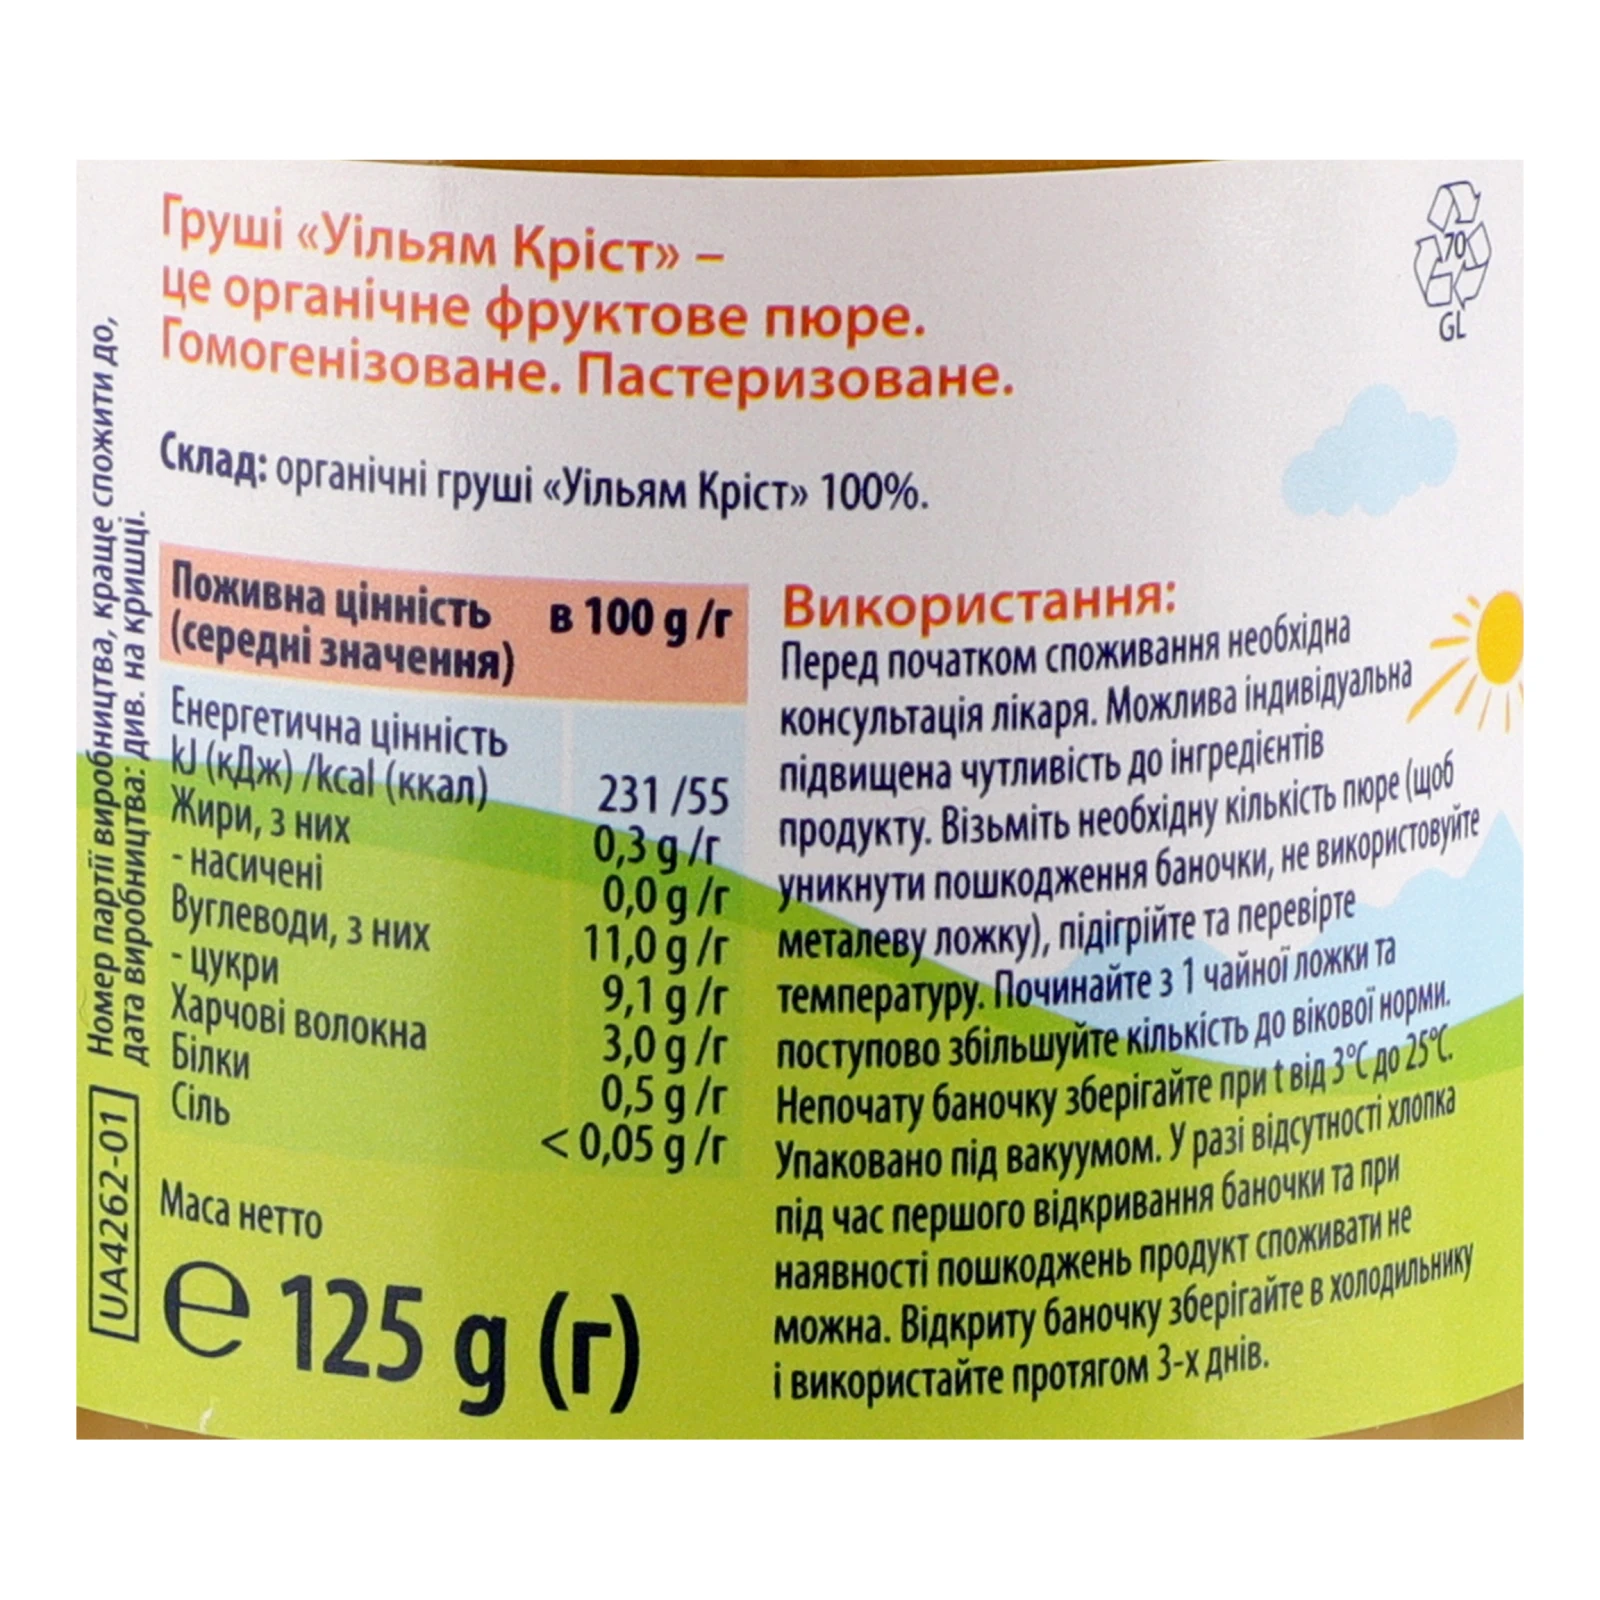 Груші «Уільям Кріст» –
це органічне фруктове пюре.
Гомогенізоване. Пастеризоване.
Склад: органічні груші «Уільям Кріст» 100%.
Поживна цінність
(середні значення)
в 100 g /г
Енергетична цінність
kJ (кДж) /kcal (ккал) 231 /55
Жири, з них 0,3 g /г
- насичені 0,0 g /г
Вуглеводи, з них 11,0 g /г
- цукри 9,1 g /г
Харчові волокна 3,0 g /г
Білки 0,5 g /г
Сіль < 0,05 g /г
Маса нетто
℮ 125 g (г)
Використання:
Перед початком споживання необхідна
консультація лікаря. Можлива індивідуальна
підвищена чутливість до інгредієнтів
продукту. Візьміть необхідну кількість пюре (щоб
уникнути пошкодження баночки, не використовуйте
металеву ложку), підігрійте та перевірте
температуру. Починайте з 1 чайної ложки та
поступово збільшуйте кількість до вікової норми.
Непочату баночку зберігайте при t від 3°C до 25°C.
Упаковано під вакуумом. У разі відсутності хлопка
під час першого відкривання баночки та при
наявності пошкоджень продукт споживати не
можна. Відкриту баночку зберігайте в холодильнику
і використайте протягом 3-х днів.
70
GL
Номер партії виробництва, краще спожити до,
дата виробництва: див. на кришці.
UA4262-01